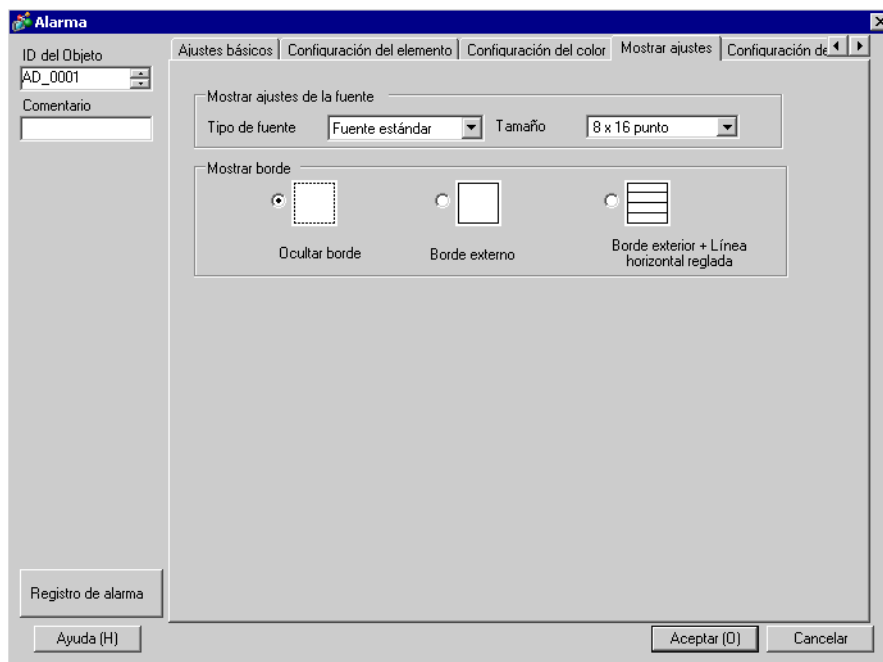 Alarma
ID del Objeto
AD_0001
Comentario
Ajustes básicos
Configuración del elemento
Configuración del color
Mostrar ajustes
Configuración de
Mostrar ajustes de la fuente
Tipo de fuente
Fuente estándar
Tamaño
8 x 16 punto
Mostrar borde
Ocultar borde
Borde externo
Borde exterior + Línea
horizontal reglada
Registro de alarma
Ayuda (H)
Aceptar (O)
Cancelar